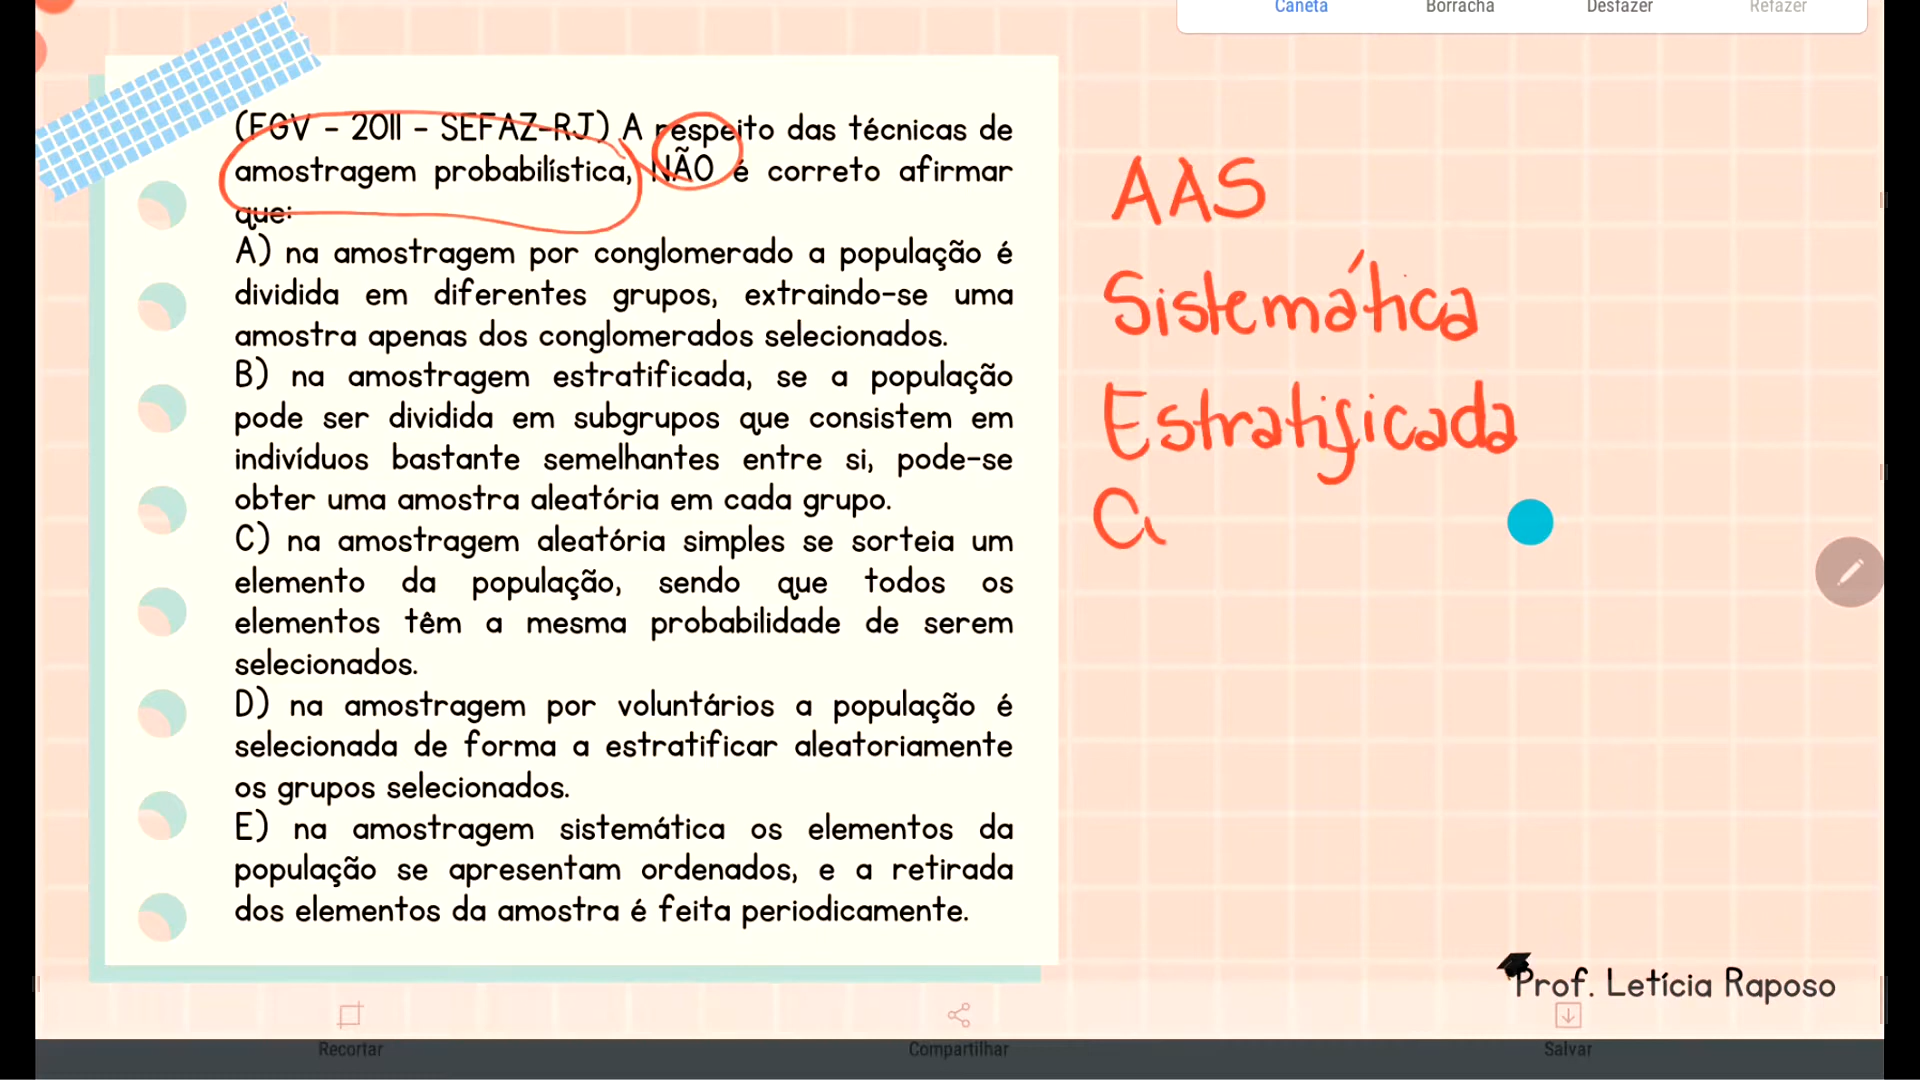 Caneta Borracha Desfazer Refazer
(FGV - 2011 - SEFAZ-RJ) A respeito das técnicas de
amostragem probabilística, NÃO é correto afirmar
que:
A) na amostragem por conglomerado a população é
dividida em diferentes grupos, extraindo-se uma
amostra apenas dos conglomerados selecionados.
B) na amostragem estratificada, se a população
pode ser dividida em subgrupos que consistem em
indivíduos bastante semelhantes entre si, pode-se
obter uma amostra aleatória em cada grupo.
C) na amostragem aleatória simples se sorteia um
elemento da população, sendo que todos os
elementos têm a mesma probabilidade de serem
selecionados.
D) na amostragem por voluntários a população é
selecionada de forma a estratificar aleatoriamente
os grupos selecionados.
E) na amostragem sistemática os elementos da
população se apresentam ordenados, e a retirada
dos elementos da amostra é feita periodicamente.
AAS
Sistemática
Estratificada
Prof. Letícia Raposo
Recortar Compartilhar Salvar